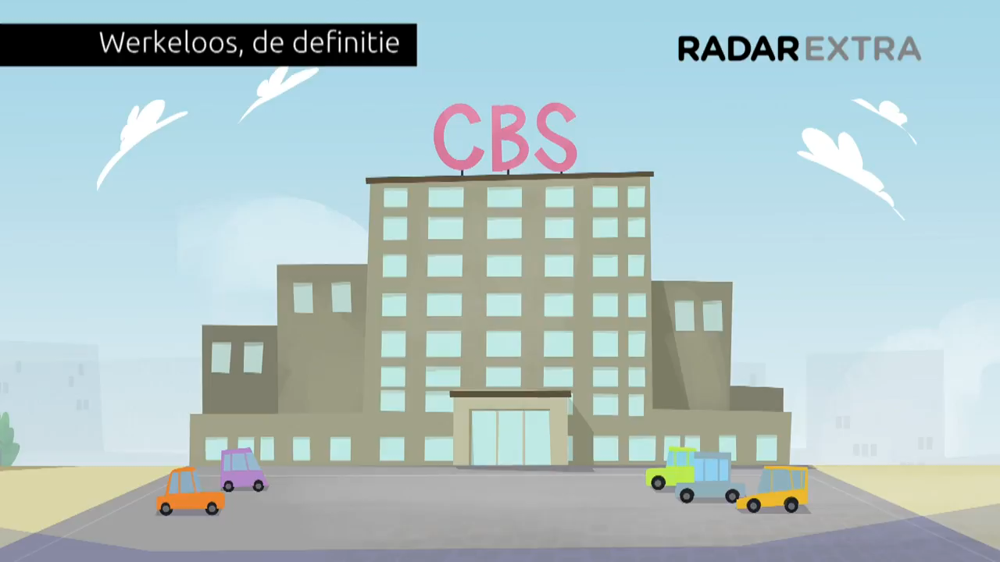 Werkeloos, de definitie
RADAR EXTRA
CBS